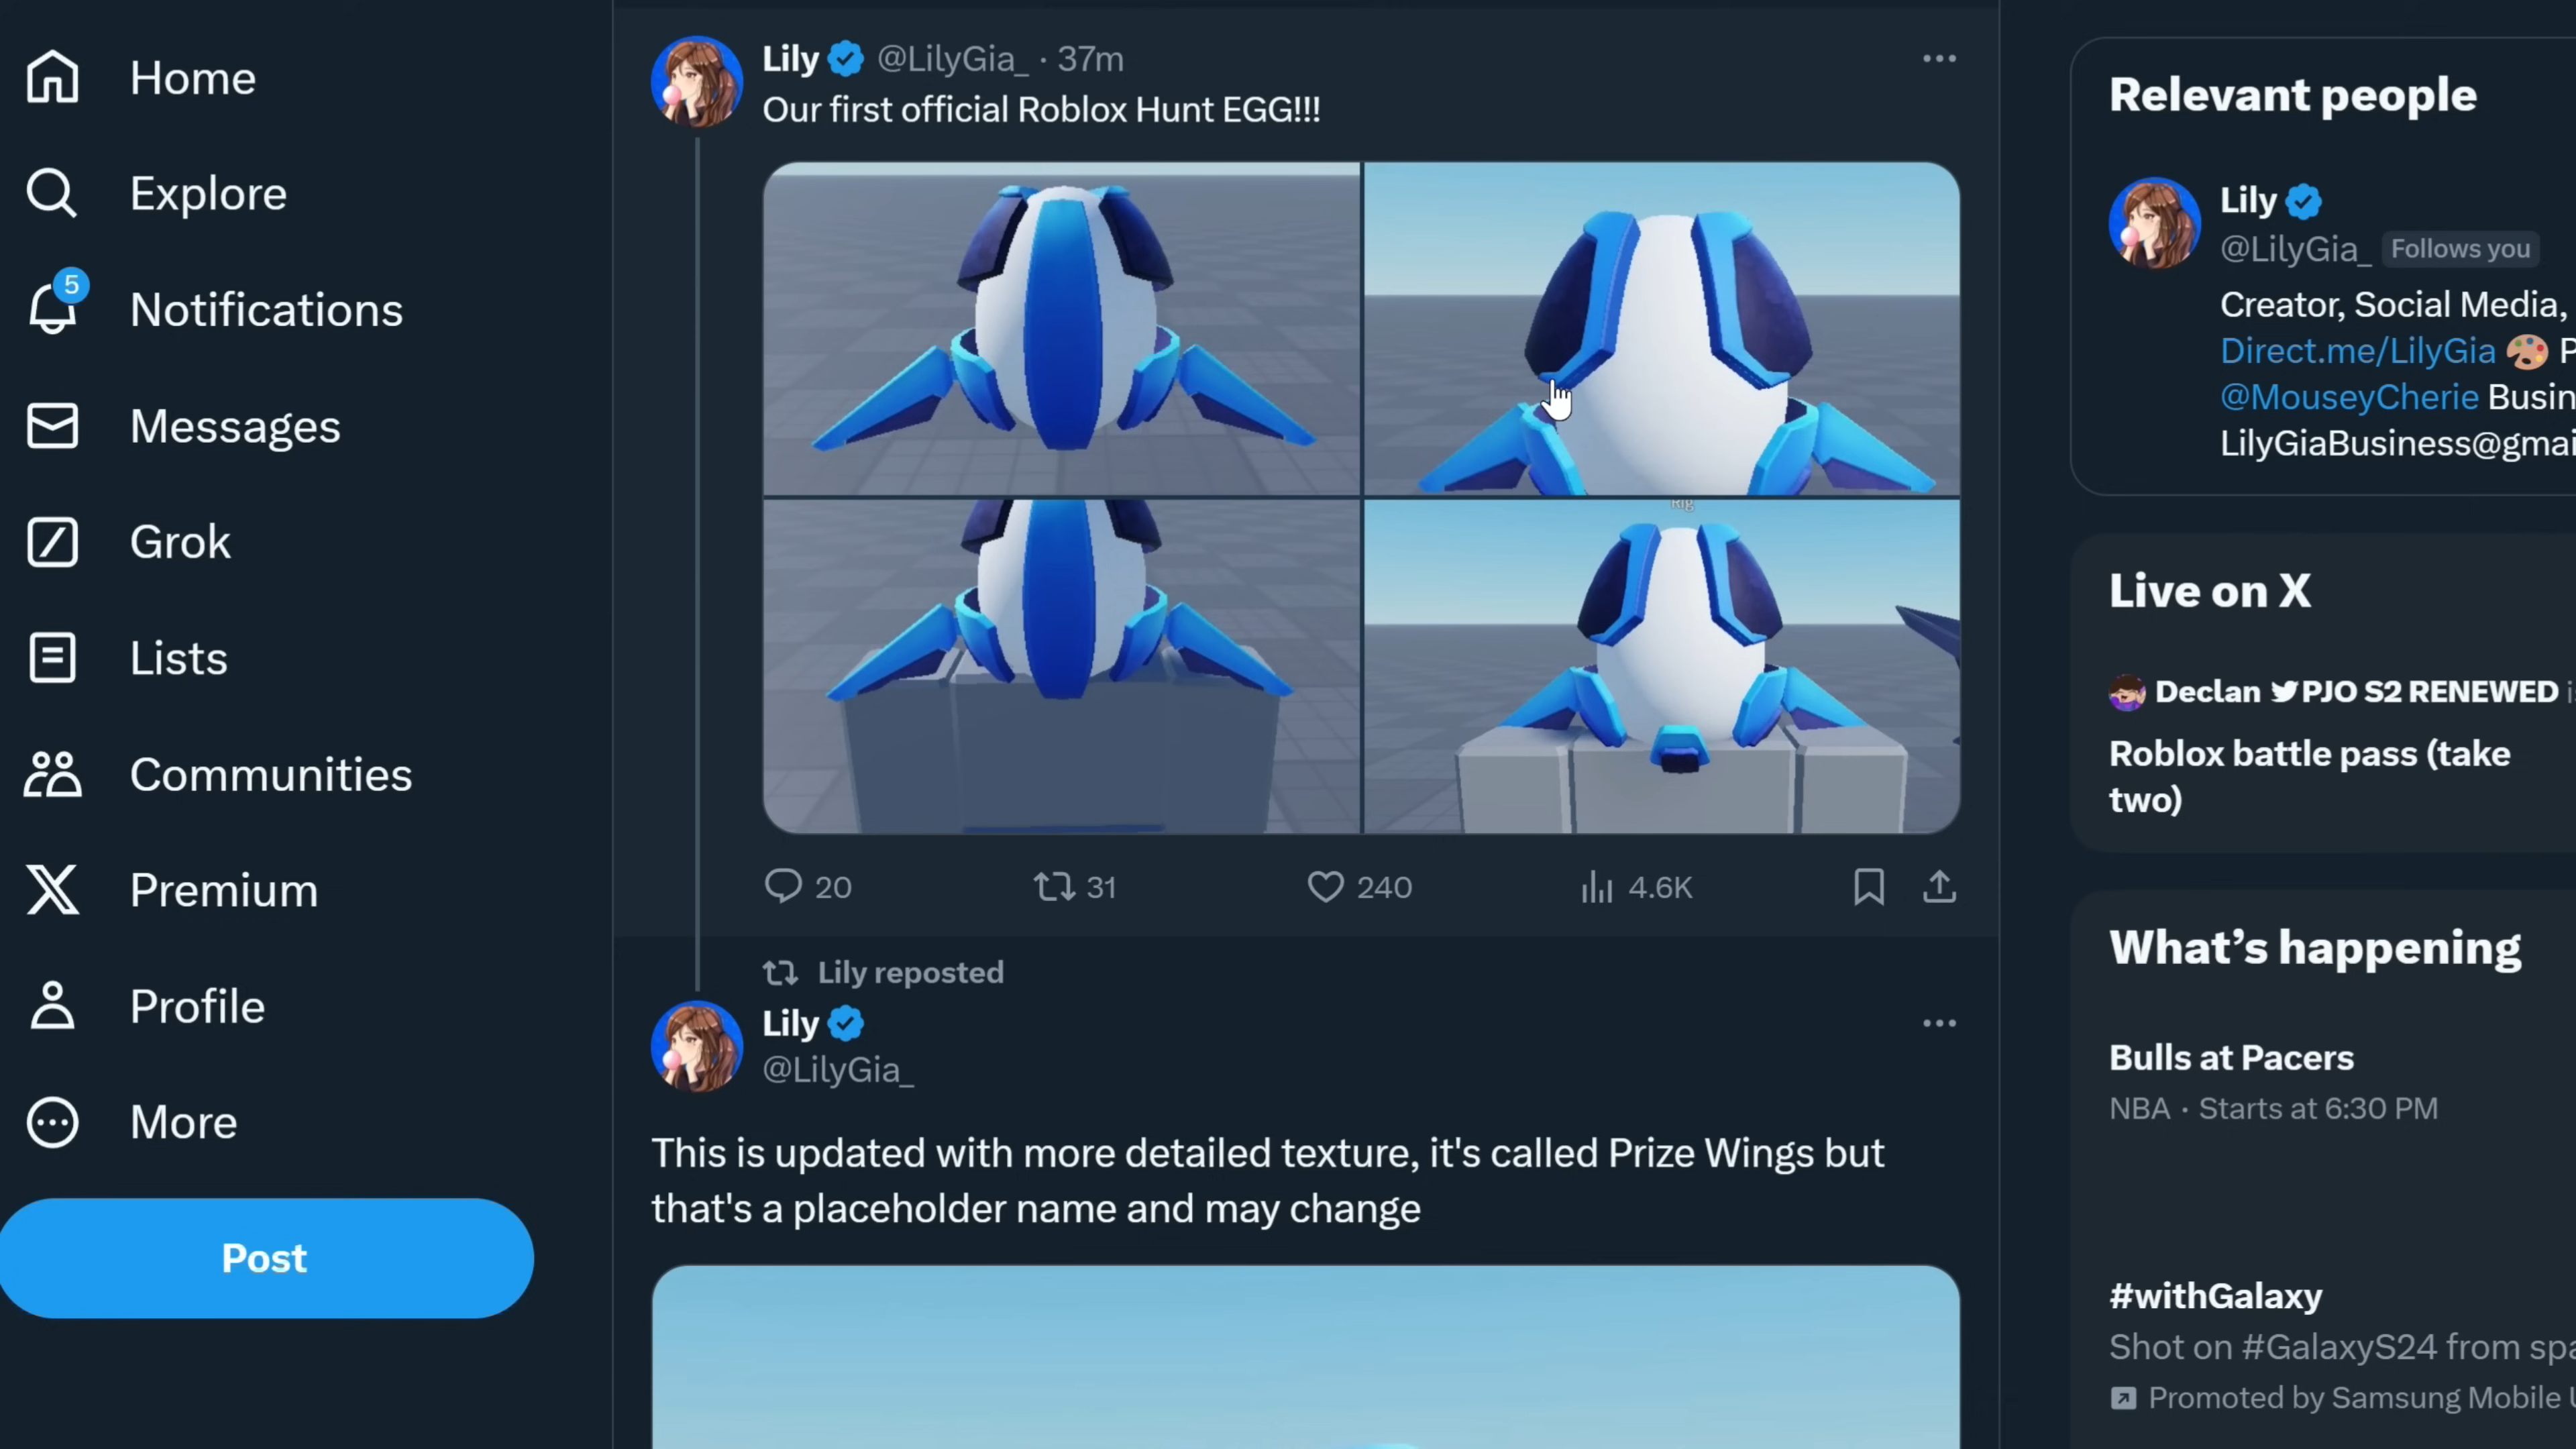 Home
Explore
5
Notifications
Messages
Grok
Lists
Communities
Premium
Profile
More
Post
Lily @LilyGia_ · 37m
Our first official Roblox Hunt EGG!!!
Rig
20 31 240 4.6K
Lily reposted
Lily
@LilyGia_
This is updated with more detailed texture, it's called Prize Wings but
that's a placeholder name and may change
Relevant people
Lily
@LilyGia_ Follows you
Creator, Social Media,
Direct.me/LilyGia 🎨 P
@MouseyCherie Busin
LilyGiaBusiness@gmai
Live on X
Declan PJO S2 RENEWED is
Roblox battle pass (take
two)
What's happening
Bulls at Pacers
NBA · Starts at 6:30 PM
#withGalaxy
Shot on #GalaxyS24 from spa
Promoted by Samsung Mobile U